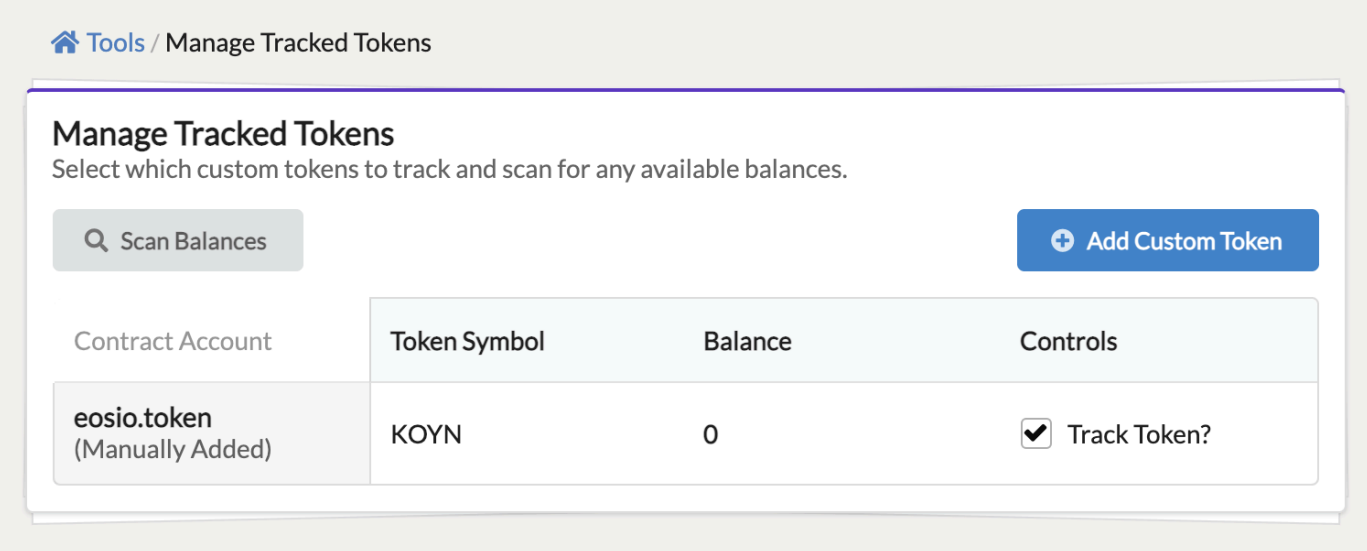 Tools / Manage Tracked Tokens
Manage Tracked Tokens
Select which custom tokens to track and scan for any available balances.
Scan Balances
Add Custom Token
Contract Account Token Symbol Balance Controls
eosio.token
(Manually Added)
KOYN 0 Track Token?